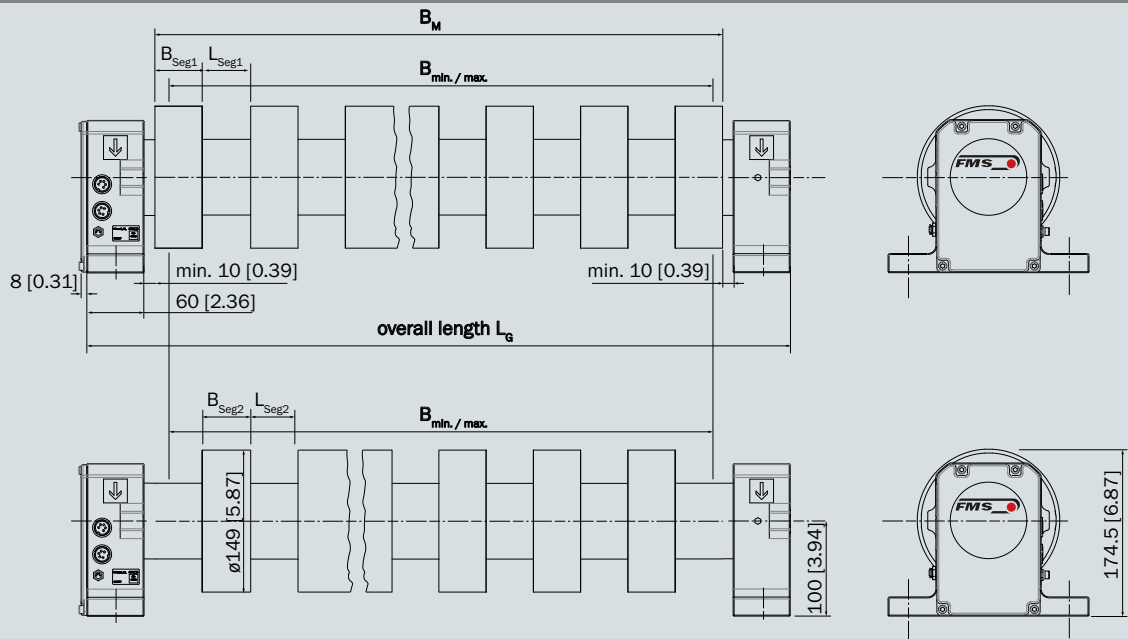 B_M
B_Seg1 L_Seg1
B_min. / max.
FMS
8 [0.31]
min. 10 [0.39]
min. 10 [0.39]
60 [2.36]
overall length L_G
B_Seg2 L_Seg2
B_min. / max.
ø149 [5.87]
100 [3.94]
FMS
174.5 [6.87]